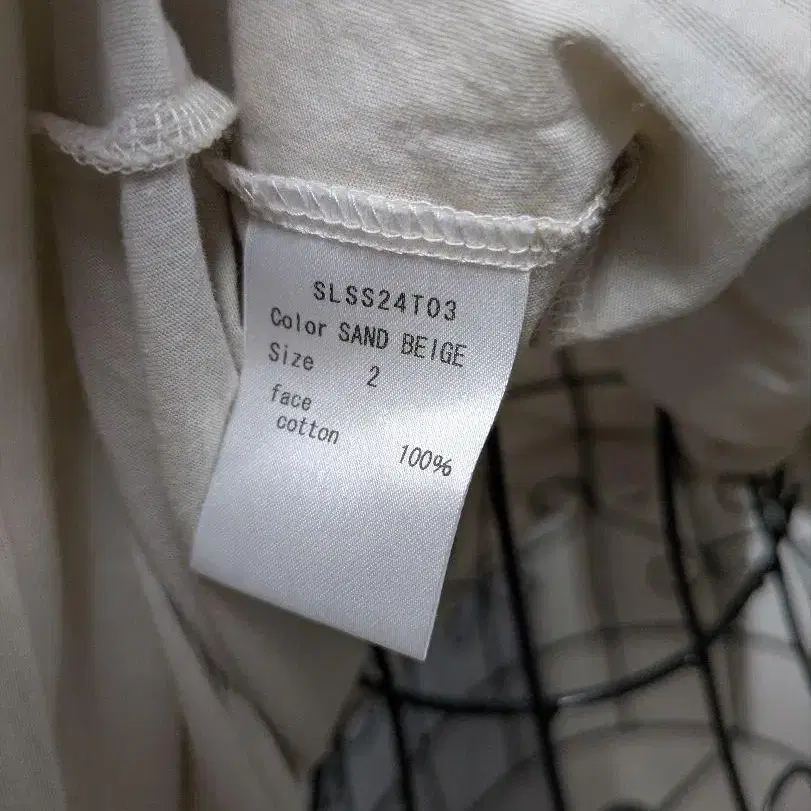 SLSS24T03
Color SAND BEIGE
Size 2
face
cotton 100%